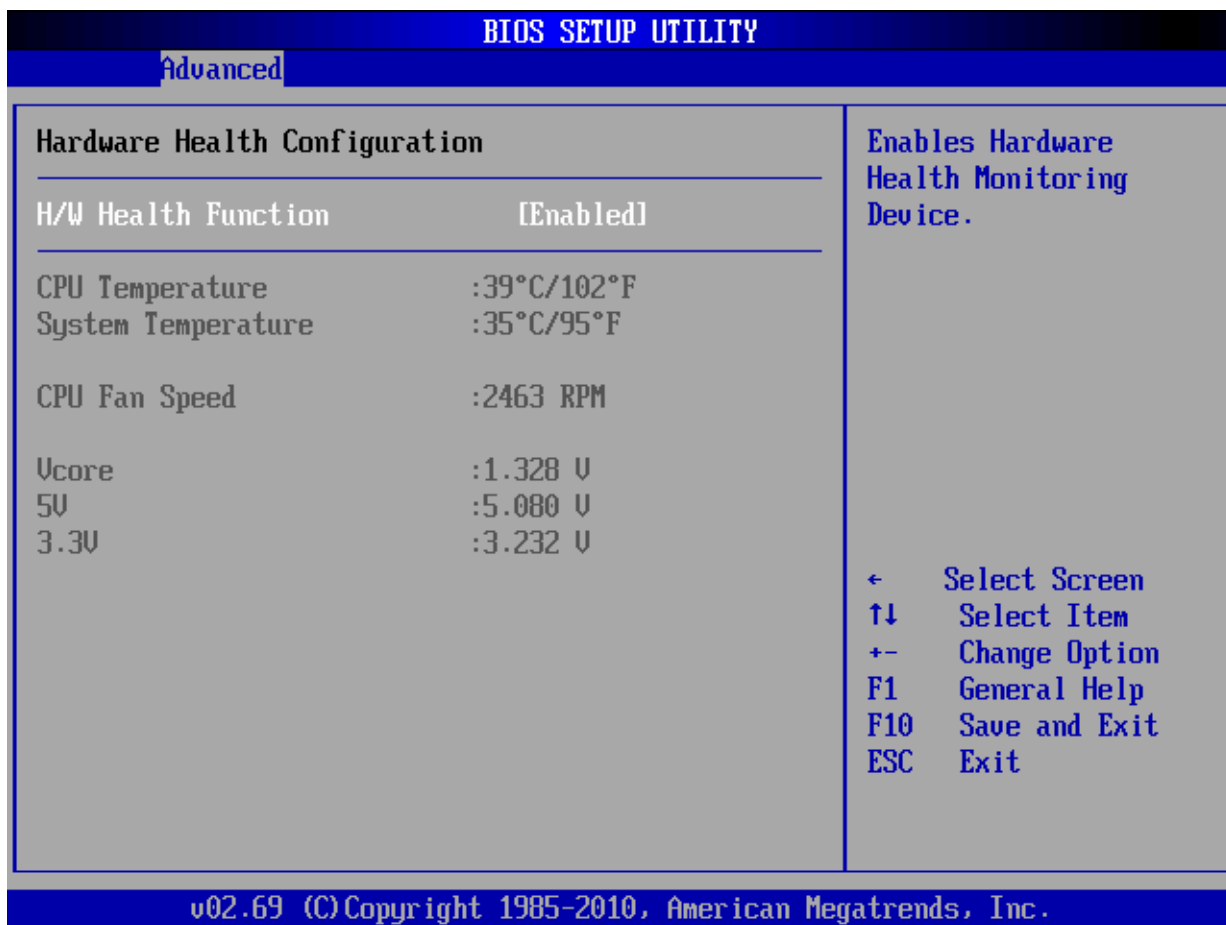 BIOS SETUP UTILITY
Advanced
Hardware Health Configuration
H/W Health Function [Enabled]
CPU Temperature :39°C/102°F
System Temperature :35°C/95°F
CPU Fan Speed :2463 RPM
Vcore :1.328 V
5V :5.080 V
3.3V :3.232 V
Enables Hardware
Health Monitoring
Device.
← Select Screen
↑↓ Select Item
+- Change Option
F1 General Help
F10 Save and Exit
ESC Exit
v02.69 (C)Copyright 1985-2010, American Megatrends, Inc.